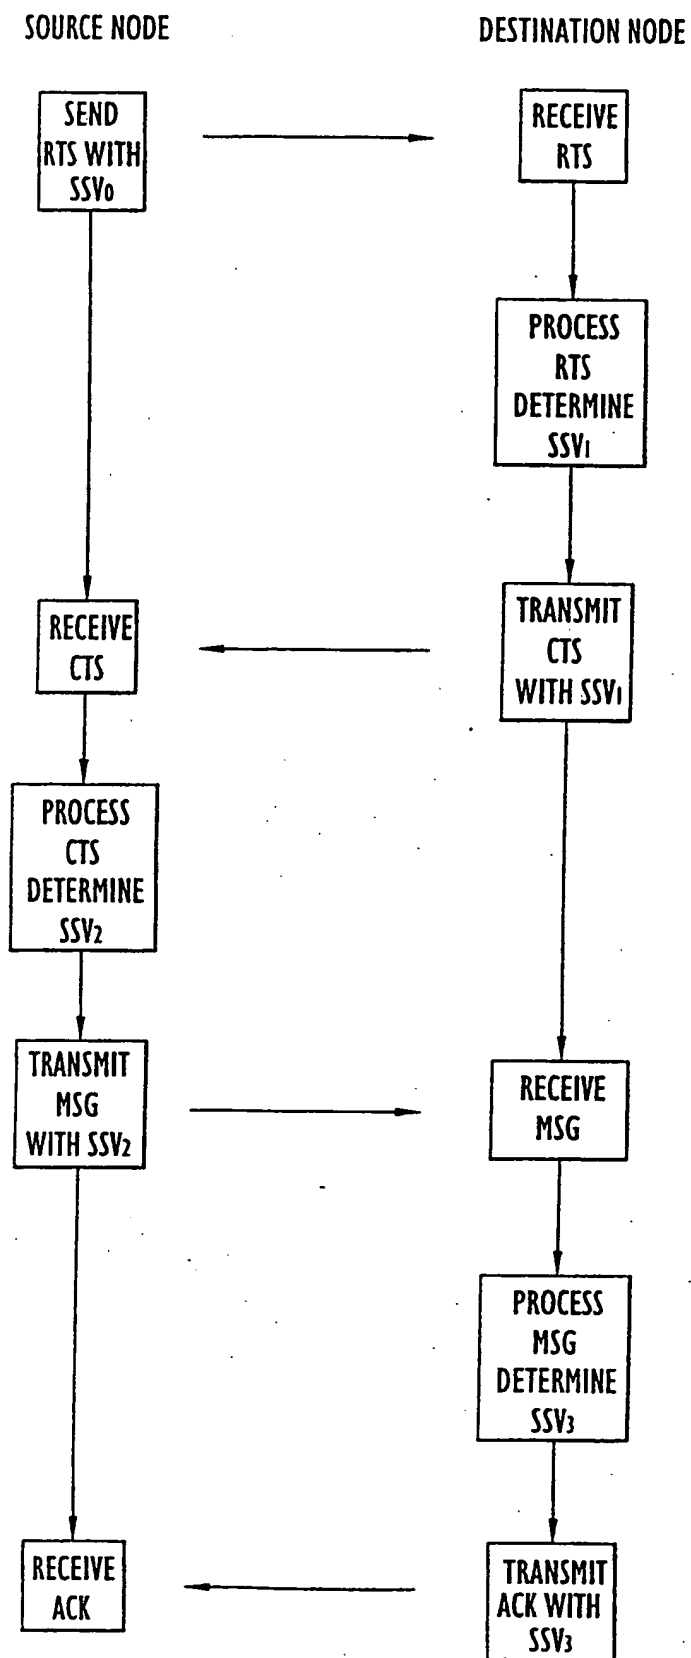 SOURCE NODE
DESTINATION NODE
SEND
RTS WITH
SSV0
RECEIVE
RTS
PROCESS
RTS
DETERMINE
SSV1
RECEIVE
CTS
TRANSMIT
CTS
WITH SSV1
PROCESS
CTS
DETERMINE
SSV2
TRANSMIT
MSG
WITH SSV2
RECEIVE
MSG
PROCESS
MSG
DETERMINE
SSV3
RECEIVE
ACK
TRANSMIT
ACK WITH
SSV3